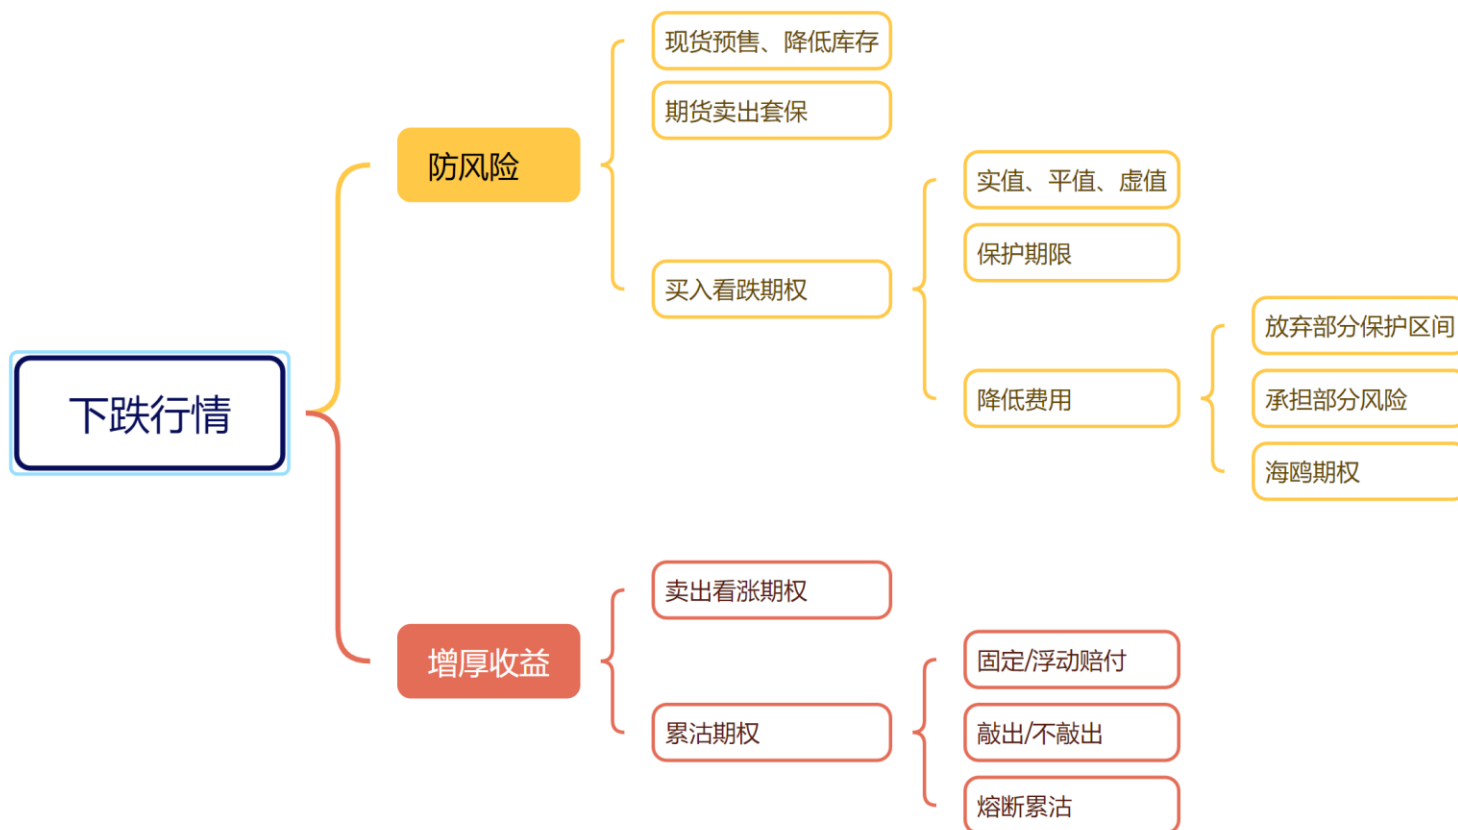 下跌行情
防风险
现货预售、降低库存
期货卖出套保
买入看跌期权
实值、平值、虚值
保护期限
降低费用
放弃部分保护区间
承担部分风险
海鸥期权
增厚收益
卖出看涨期权
累沽期权
固定/浮动赔付
敲出/不敲出
熔断累沽